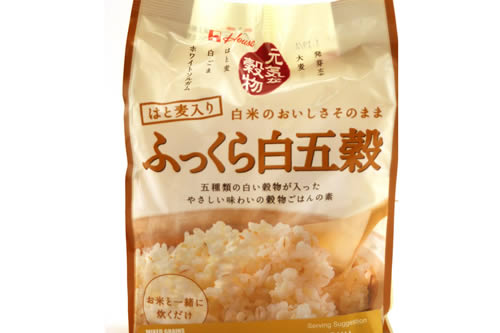 House
元気な
穀物
発芽玄
大麦
はと麦
白ごま
ホワイトソルガム
はと麦入り
白米のおいしさそのまま
ふっくら白五穀
五種類の白い穀物が入った
やさしい味わいの穀物ごはんの素
お米と一緒に
炊くだけ
MIXED GRAINS
Serving Suggestion